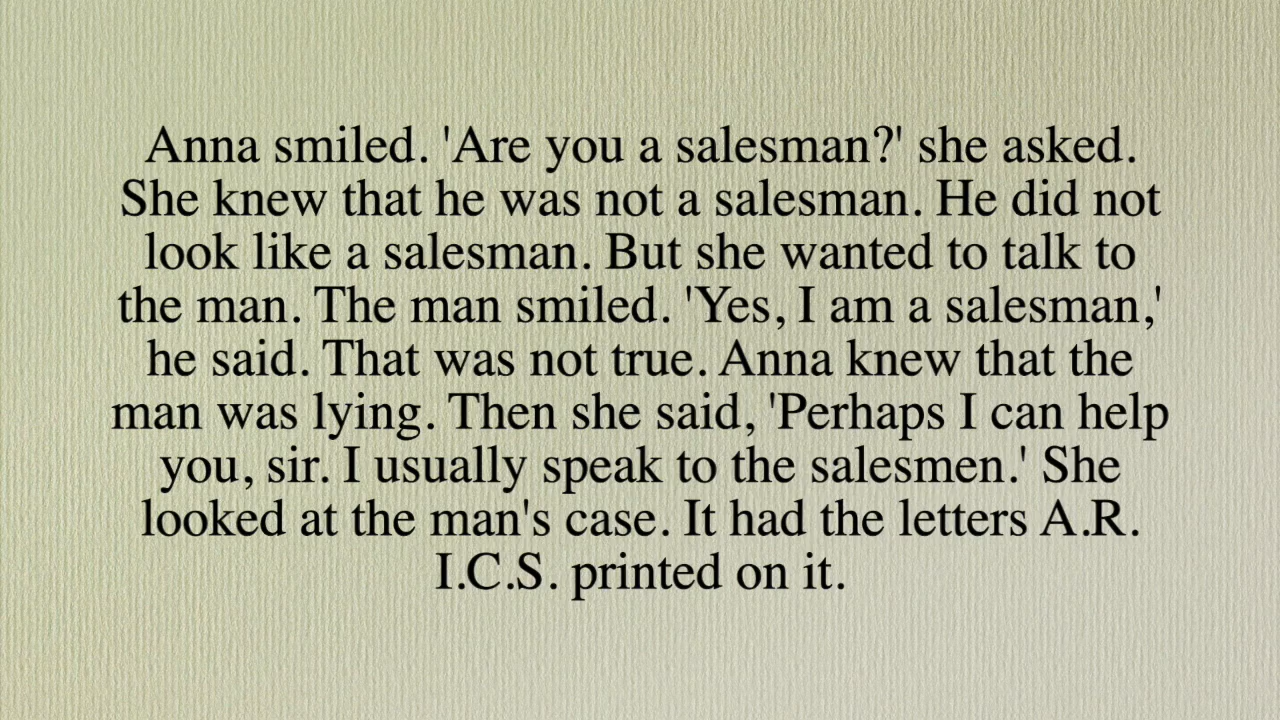 Anna smiled. 'Are you a salesman?' she asked.
She knew that he was not a salesman. He did not
look like a salesman. But she wanted to talk to
the man. The man smiled. 'Yes, I am a salesman,'
he said. That was not true. Anna knew that the
man was lying. Then she said, 'Perhaps I can help
you, sir. I usually speak to the salesmen.' She
looked at the man's case. It had the letters A.R.
I.C.S. printed on it.